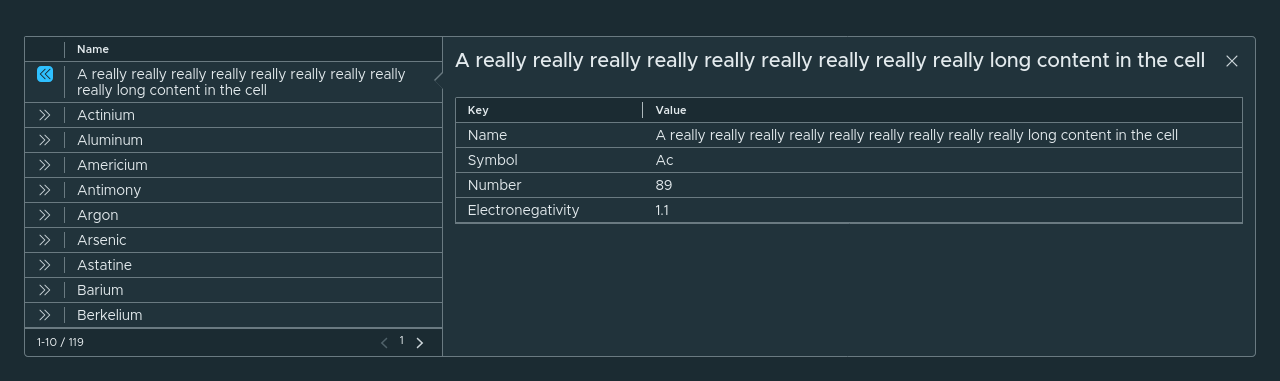 Name
A really really really really really really really really
really long content in the cell
Actinium
Aluminum
Americium
Antimony
Argon
Arsenic
Astatine
Barium
Berkelium
1-10 / 119
1
A really really really really really really really really really long content in the cell
Key Value
Name A really really really really really really really really really long content in the cell
Symbol Ac
Number 89
Electronegativity 1.1